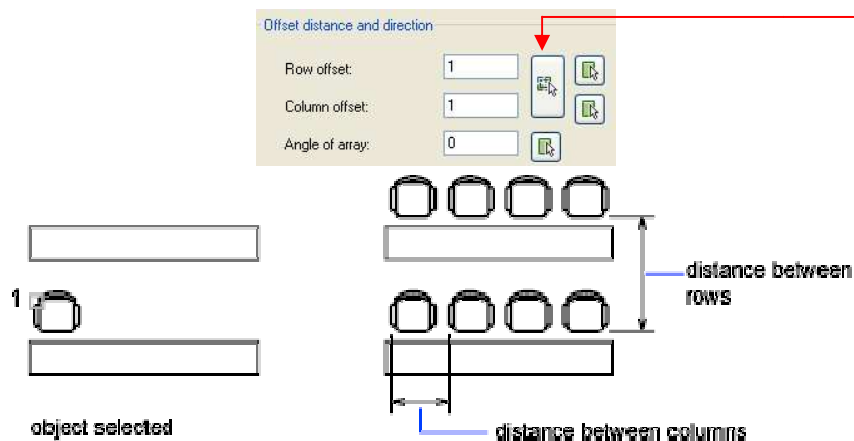 Offset distance and direction
Row offset: 1
Column offset: 1
Angle of array: 0
1
distance between
rows
object selected
distance between columns